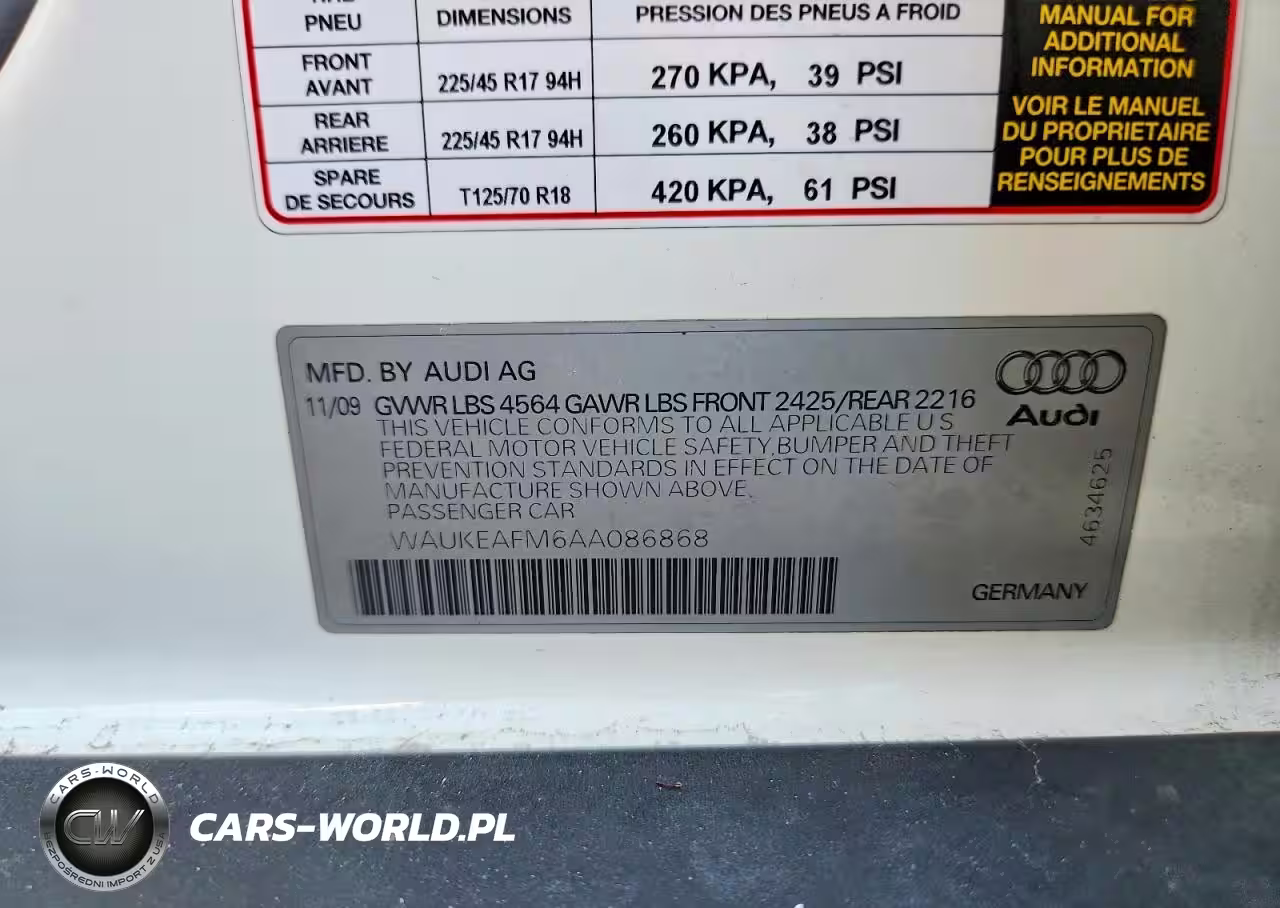 PNEU DIMENSIONS PRESSION DES PNEUS A FROID
FRONT
AVANT 225/45 R17 94H 270 KPA, 39 PSI
REAR
ARRIERE 225/45 R17 94H 260 KPA, 38 PSI
SPARE
DE SECOURS T125/70 R18 420 KPA, 61 PSI
MANUAL FOR
ADDITIONAL
INFORMATION
VOIR LE MANUEL
DU PROPRIETAIRE
POUR PLUS DE
RENSEIGNEMENTS
MFD. BY AUDI AG
11/09 GVWR LBS 4564 GAWR LBS FRONT 2425/REAR 2216
THIS VEHICLE CONFORMS TO ALL APPLICABLE U S
FEDERAL MOTOR VEHICLE SAFETY, BUMPER AND THEFT
PREVENTION STANDARDS IN EFFECT ON THE DATE OF
MANUFACTURE SHOWN ABOVE.
PASSENGER CAR
WAUKEAFM6AA086868
Audi
4634625
GERMANY
CARS-WORLD
CW
BEZPOŚREDNI IMPORT Z USA
CARS-WORLD.PL